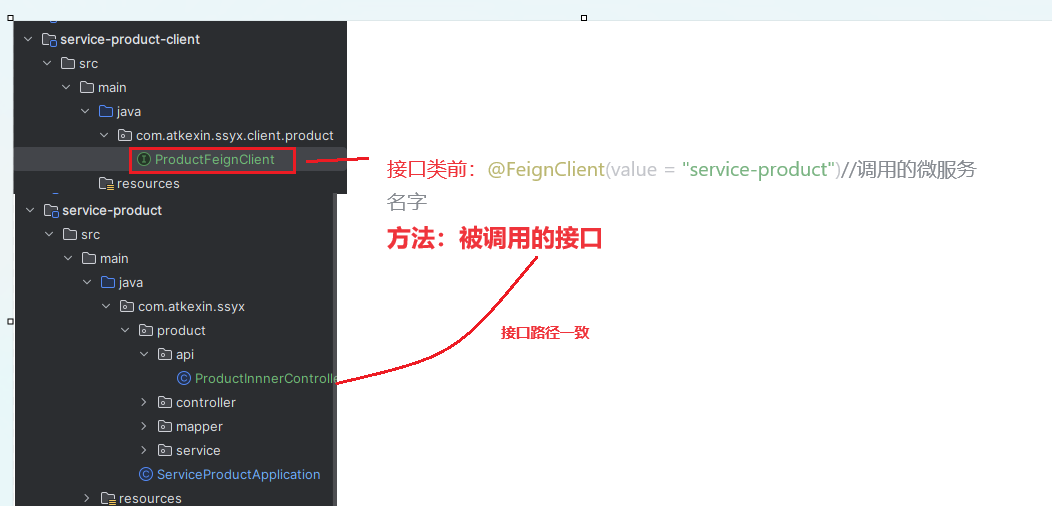 service-product-client
src
main
java
com.atkexin.ssyx.client.product
ProductFeignClient
resources
接口类前：@FeignClient(value = "service-product")//调用的微服务
名字
方法：被调用的接口
接口路径一致
service-product
src
main
java
com.atkexin.ssyx
product
api
ProductInnnerControlle
controller
mapper
service
ServiceProductApplication
resources